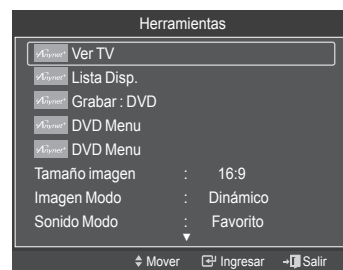 Herramientas
Anynet+ Ver TV
Anynet+ Lista Disp.
Anynet+ Grabar : DVD
Anynet+ DVD Menu
Anynet+ DVD Menu
Tamaño imagen : 16:9
Imagen Modo : Dinámico
Sonido Modo : Favorito
Mover Ingresar Salir